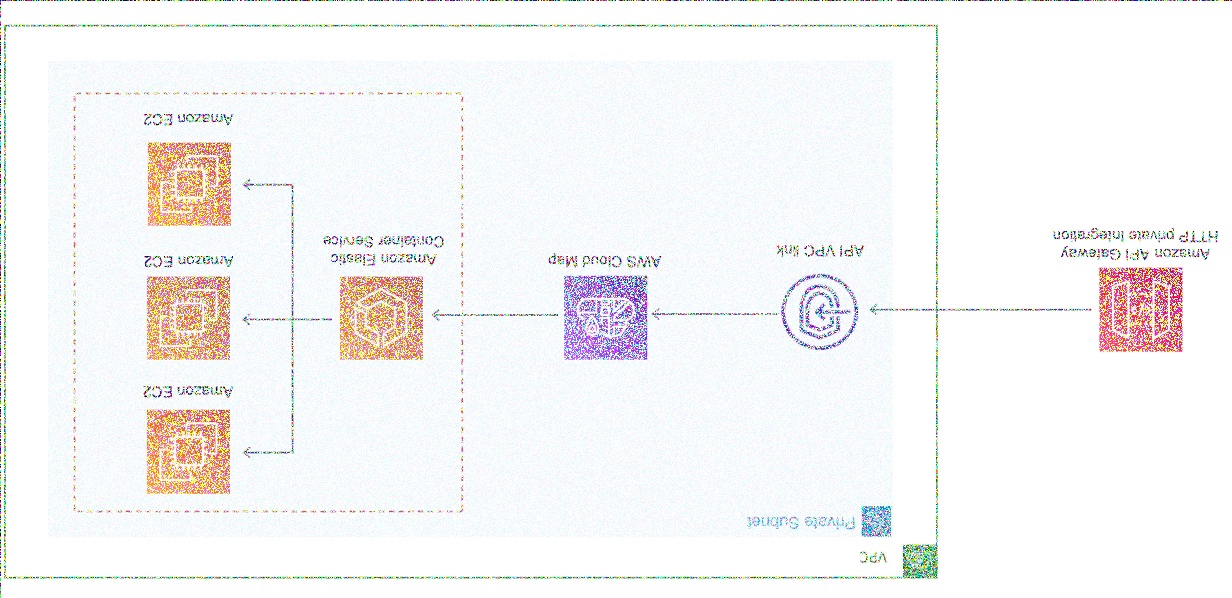 VPC
Private Subnet
Amazon API Gateway
HTTP private integration
API VPC link
AWS Cloud Map
Amazon Elastic
Container Service
Amazon EC2
Amazon EC2
Amazon EC2